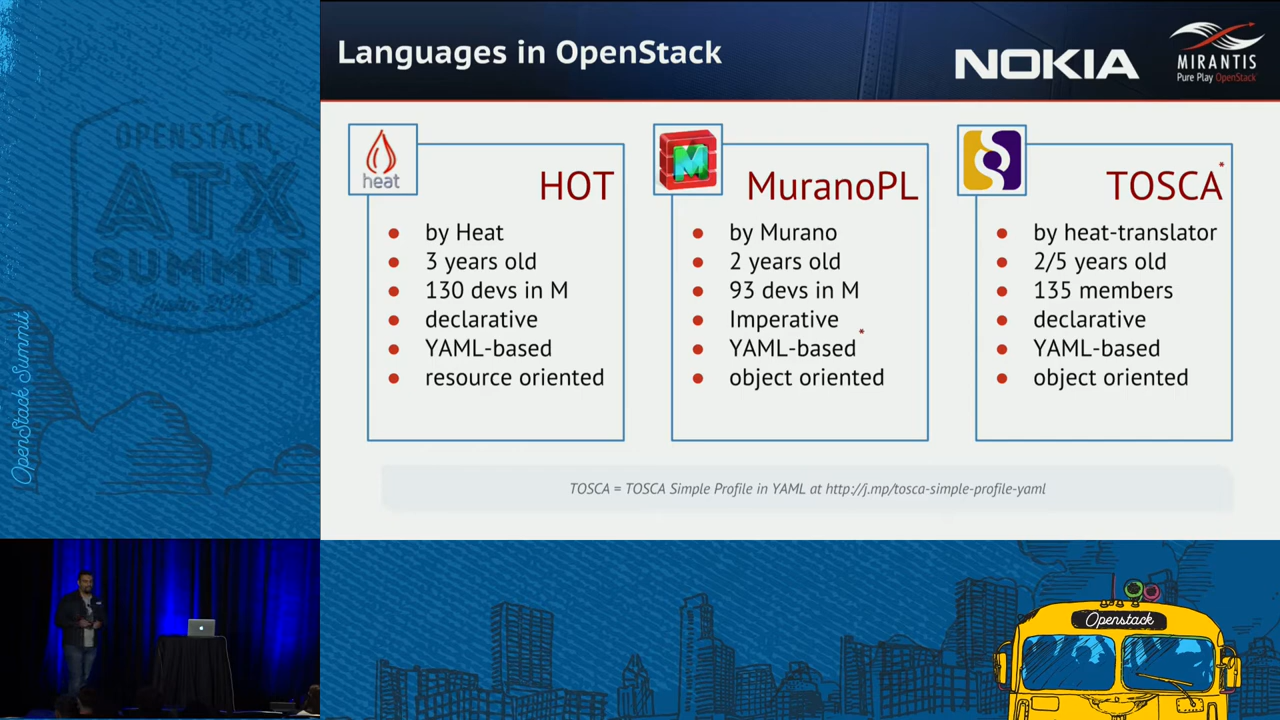 Languages in OpenStack
NOKIA
MIRANTIS
Pure Play OpenStack
heat
HOT
by Heat
3 years old
130 devs in M
declarative
YAML-based
resource oriented
M
MuranoPL
by Murano
2 years old
93 devs in M
Imperative
YAML-based*
object oriented
TOSCA*
by heat-translator
2/5 years old
135 members
declarative
YAML-based
object oriented
TOSCA = TOSCA Simple Profile in YAML at http://j.mp/tosca-simple-profile-yaml
OPENSTACK
ATX
SUMMIT
Austin
OpenStack Summit
Openstack